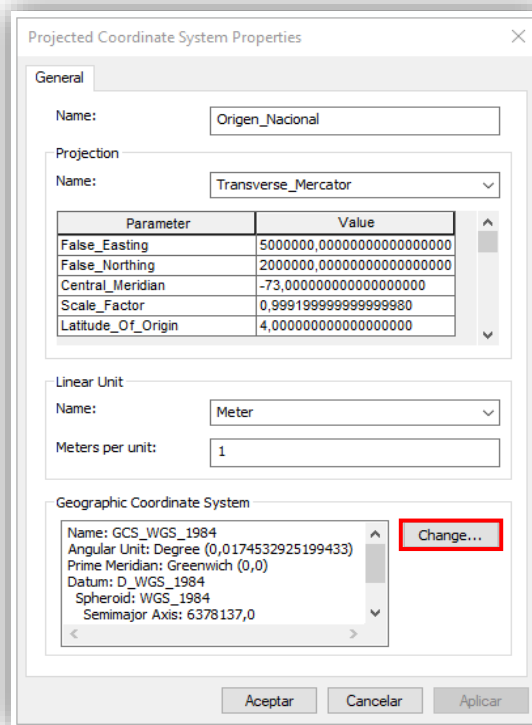 Projected Coordinate System Properties
General
Name: Origen_Nacional
Projection
Name: Transverse_Mercator
Parameter Value
False_Easting 5000000,00000000000000000
False_Northing 2000000,00000000000000000
Central_Meridian -73,000000000000000000
Scale_Factor 0,999199999999999980
Latitude_Of_Origin 4,000000000000000000
Linear Unit
Name: Meter
Meters per unit: 1
Geographic Coordinate System
Name: GCS_WGS_1984
Angular Unit: Degree (0,0174532925199433)
Prime Meridian: Greenwich (0,0)
Datum: D_WGS_1984
Spheroid: WGS_1984
Semimajor Axis: 6378137,0
Change...
Aceptar Cancelar Aplicar